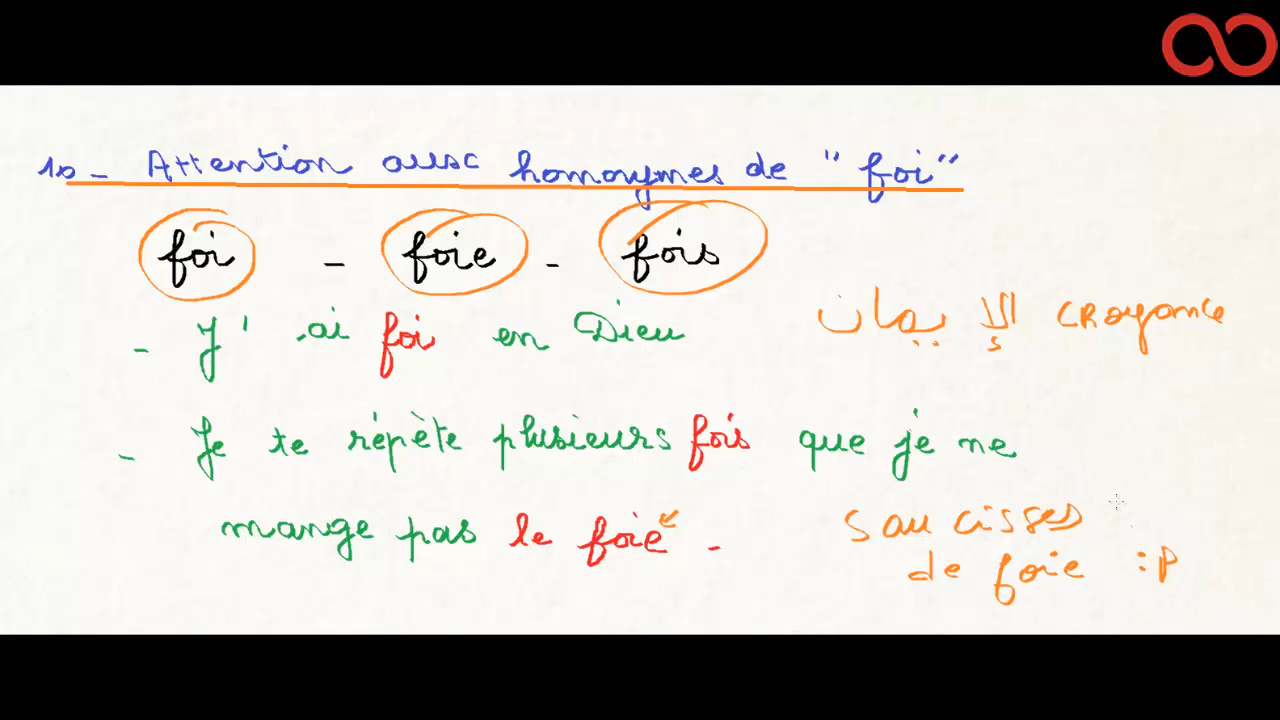 10- Attention aux homonymes de "foi"
foi - foie - fois
- J'ai foi en Dieu الإيمان croyance
- Je te répète plusieurs fois que je ne
mange pas le foie.
saucisses
de foie :P